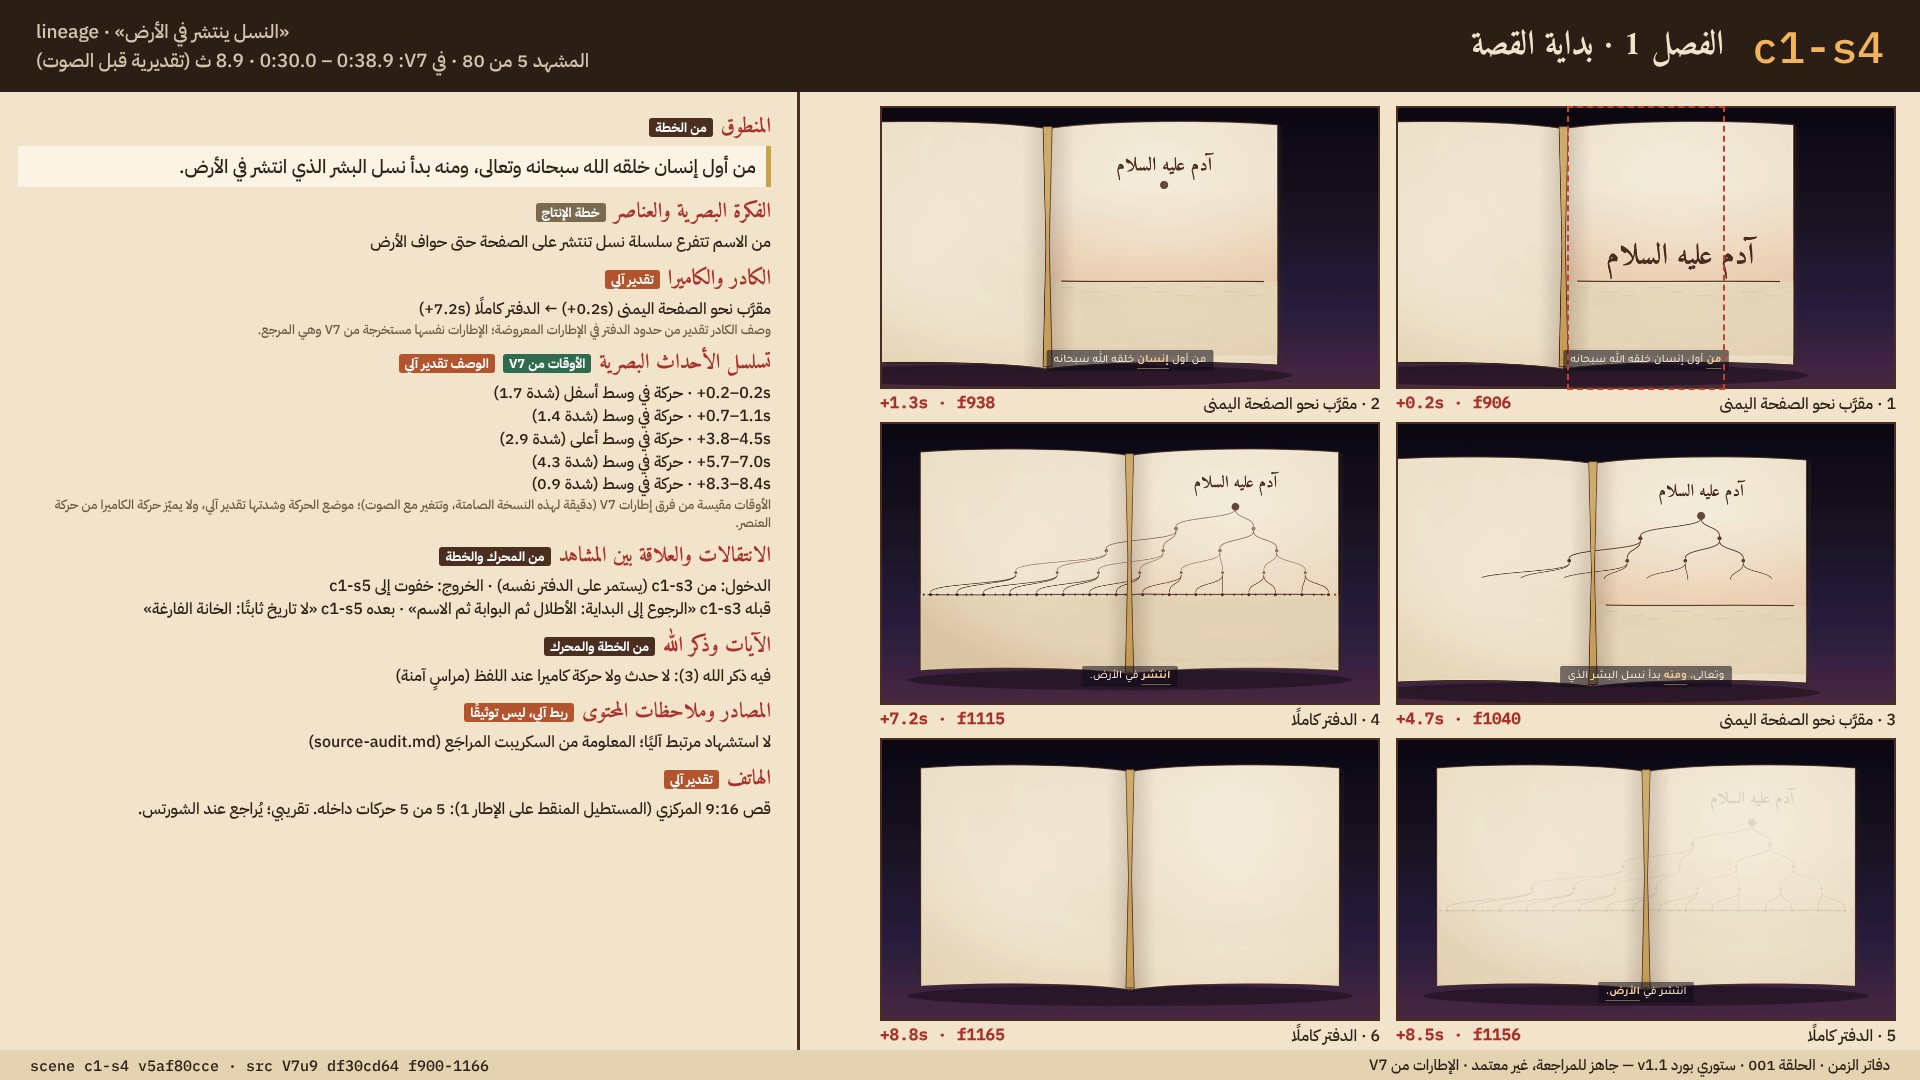 c1-s4 الفصل 1 · بداية القصة
«النسل ينتشر في الأرض» · lineage
المشهد 5 من 80 · في V7: 0:30.0 – 0:38.9 · 8.9 ث (تقديرية قبل الصوت)
آدم عليه السلام
من أول إنسان خلقه الله سبحانه
1 · مقرَّب نحو الصفحة اليمنى
+0.2s · f906
آدم عليه السلام
من أول إنسان خلقه الله سبحانه
2 · مقرَّب نحو الصفحة اليمنى
+1.3s · f938
آدم عليه السلام
وتعالى، ومنه بدأ نسل البشر الذي
3 · مقرَّب نحو الصفحة اليمنى
+4.7s · f1040
آدم عليه السلام
انتشر في الأرض.
4 · الدفتر كاملًا
+7.2s · f1115
آدم عليه السلام
انتشر في الأرض.
5 · الدفتر كاملًا
+8.5s · f1156
6 · الدفتر كاملًا
+8.8s · f1165
المنطوق من الخطة
من أول إنسان خلقه الله سبحانه وتعالى، ومنه بدأ نسل البشر الذي انتشر في الأرض.
الفكرة البصرية والعناصر خطة الإنتاج
من الاسم تتفرع سلسلة نسل تنتشر على الصفحة حتى حواف الأرض
الكادر والكاميرا تقدير آلي
مقرَّب نحو الصفحة اليمنى (+0.2s) ← الدفتر كاملًا (+7.2s)
وصف الكادر تقدير من حدود الدفتر في الإطارات المعروضة؛ الإطارات نفسها مستخرجة من V7 وهي المرجع.
تسلسل الأحداث البصرية الأوقات من V7 الوصف تقدير آلي
+0.2–0.2s · حركة في وسط أسفل (شدة 1.7)
+0.7–1.1s · حركة في وسط (شدة 1.4)
+3.8–4.5s · حركة في وسط أعلى (شدة 2.9)
+5.7–7.0s · حركة في وسط (شدة 4.3)
+8.3–8.4s · حركة في وسط (شدة 0.9)
الأوقات مقيسة من فرق إطارات V7 (دقيقة لهذه النسخة الصامتة، وتتغير مع الصوت)؛ موضع الحركة وشدتها تقدير آلي، ولا يميّز حركة الكاميرا من حركة
العنصر.
الانتقالات والعلاقة بين المشاهد من المحرك والخطة
الدخول: من c1-s3 (يستمر على الدفتر نفسه) · الخروج: خفوت إلى c1-s5
قبله c1-s3 «الرجوع إلى البداية: الأطلال ثم البوابة ثم الاسم» · بعده c1-s5 «لا تاريخ ثابتًا: الخانة الفارغة»
الآيات وذكر الله من الخطة والمحرك
فيه ذكر الله (3): لا حدث ولا حركة كاميرا عند اللفظ (مراسٍ آمنة)
المصادر وملاحظات المحتوى ربط آلي، ليس توثيقًا
لا استشهاد مرتبط آليًا؛ المعلومة من السكريبت المراجَع (source-audit.md)
الهاتف تقدير آلي
قص 9:16 المركزي (المستطيل المنقط على الإطار 1): 5 من 5 حركات داخله. تقريبي؛ يُراجع عند الشورتس.
دفاتر الزمن · الحلقة 001 · ستوري بورد v1.1 — جاهز للمراجعة، غير معتمد · الإطارات من V7
scene c1-s4 v5af80cce · src V7u9 df30cd64 f900-1166